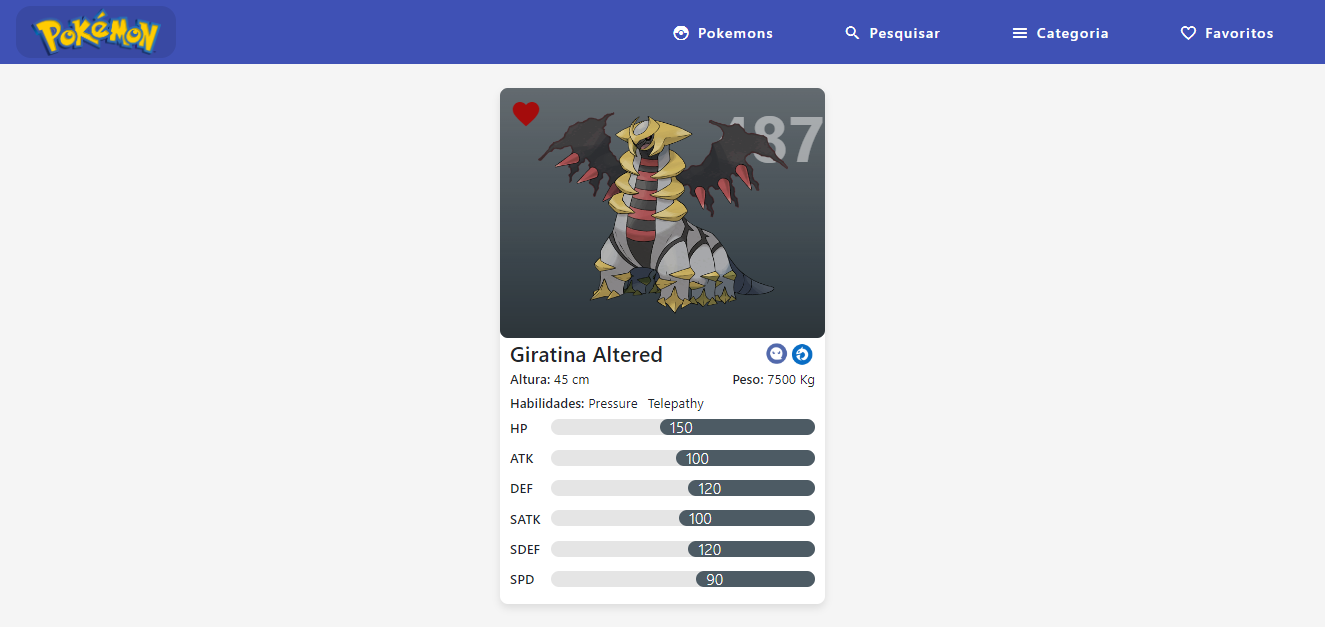 POKéMON
Pokemons Pesquisar Categoria Favoritos
487
Giratina Altered
Altura: 45 cm Peso: 7500 Kg
Habilidades: Pressure Telepathy
HP 150
ATK 100
DEF 120
SATK 100
SDEF 120
SPD 90